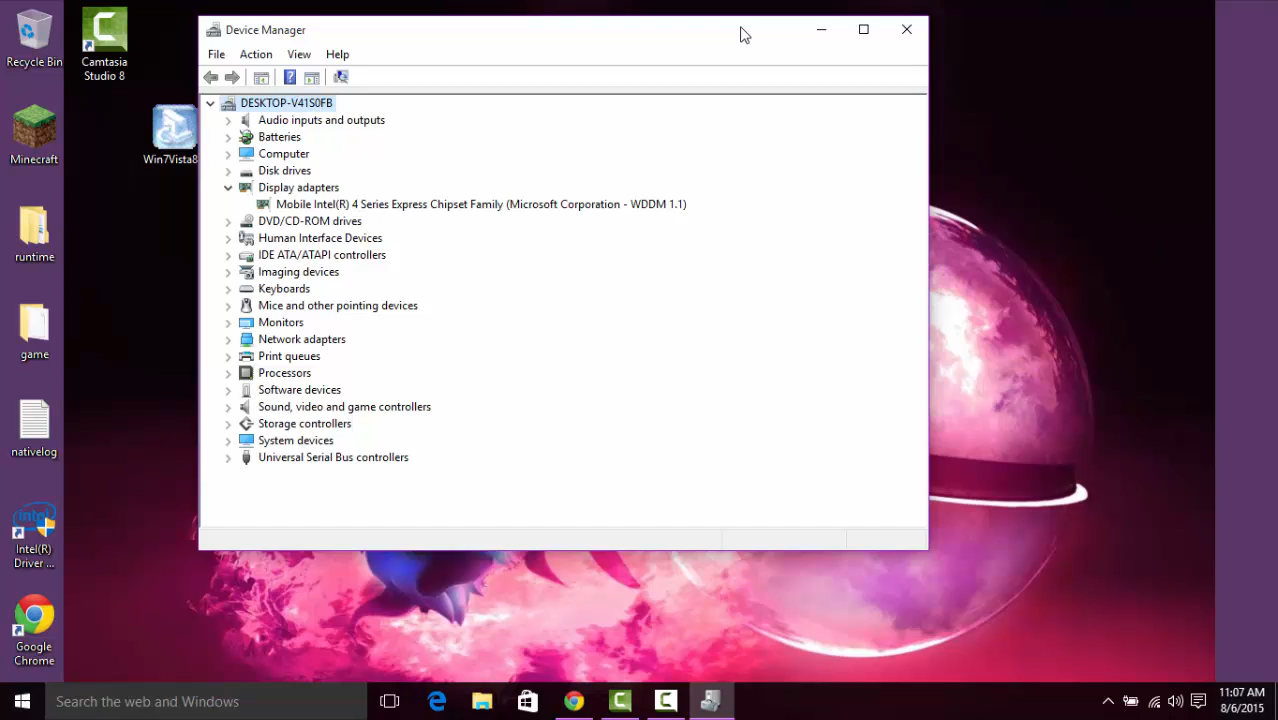 Recycle Bin
Camtasia
Studio 8
Minecraft
Win7Vista8
runtime
game
nativelog
intel
Intel(R)
Driver ...
Google
Chrome
Device Manager
File Action View Help
DESKTOP-V41S0FB
Audio inputs and outputs
Batteries
Computer
Disk drives
Display adapters
Mobile Intel(R) 4 Series Express Chipset Family (Microsoft Corporation - WDDM 1.1)
DVD/CD-ROM drives
Human Interface Devices
IDE ATA/ATAPI controllers
Imaging devices
Keyboards
Mice and other pointing devices
Monitors
Network adapters
Print queues
Processors
Software devices
Sound, video and game controllers
Storage controllers
System devices
Universal Serial Bus controllers
Search the web and Windows
11:07 AM
8/6/2015